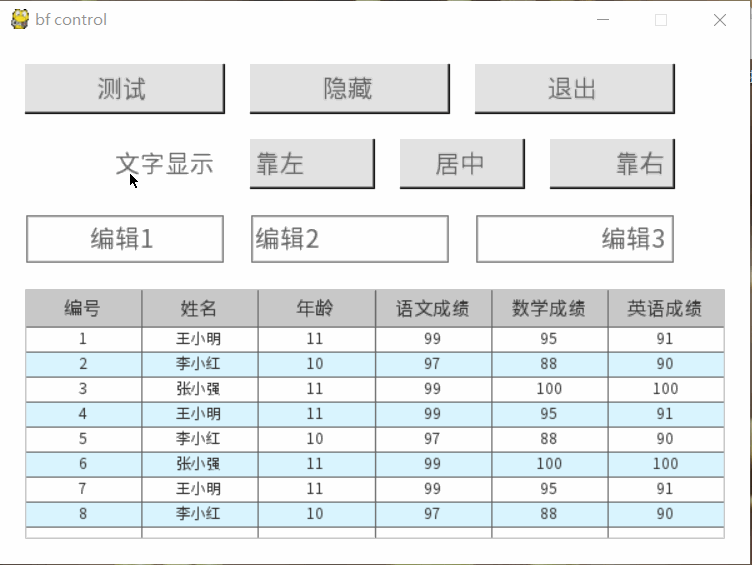 bf control
测试 隐藏 退出
文字显示 靠左 居中 靠右
编辑1 编辑2 编辑3
编号 姓名 年龄 语文成绩 数学成绩 英语成绩
1 王小明 11 99 95 91
2 李小红 10 97 88 90
3 张小强 11 99 100 100
4 王小明 11 99 95 91
5 李小红 10 97 88 90
6 张小强 11 99 100 100
7 王小明 11 99 95 91
8 李小红 10 97 88 90